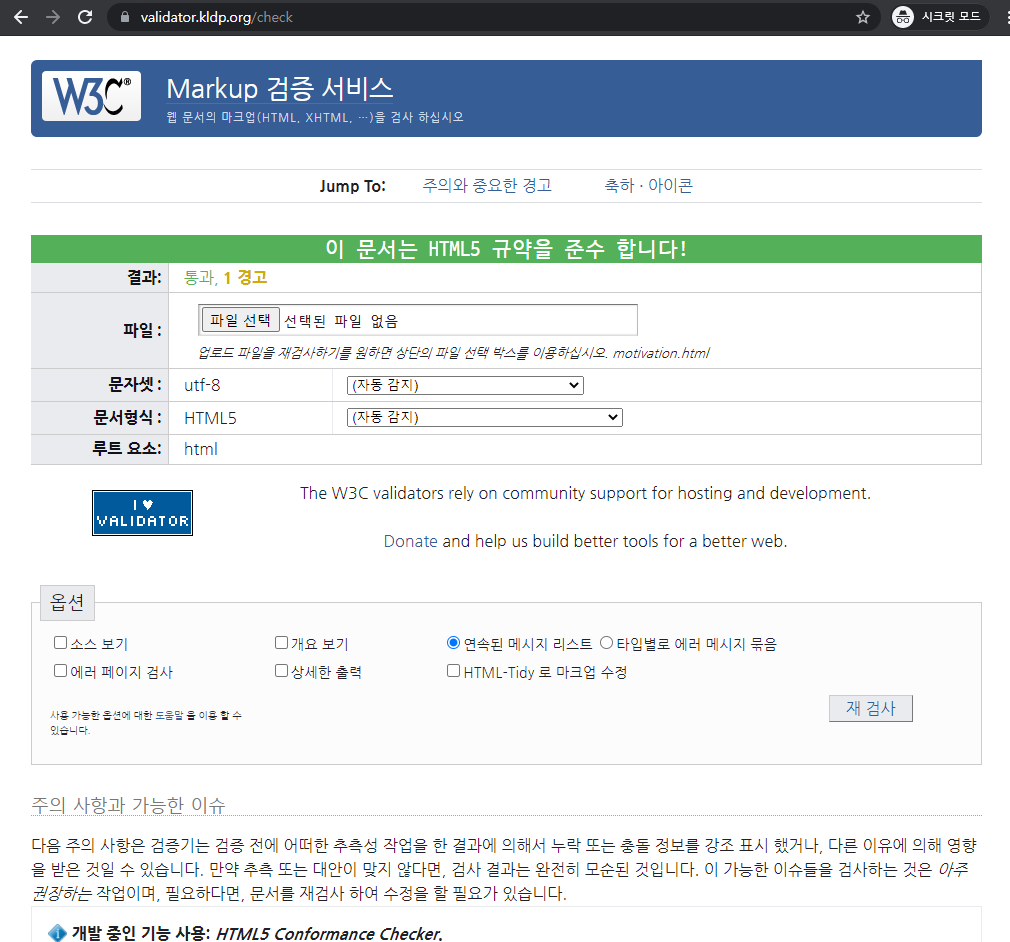 validator.kldp.org/check
시크릿 모드
W3C®
Markup 검증 서비스
웹 문서의 마크업(HTML, XHTML, …)을 검사 하십시오
Jump To: 주의와 중요한 경고 축하 · 아이콘
이 문서는 HTML5 규약을 준수 합니다!
결과: 통과, 1 경고
파일 : 파일 선택 선택된 파일 없음
업로드 파일을 재검사하기를 원하면 상단의 파일 선택 박스를 이용하십시오. motivation.html
문자셋 : utf-8 (자동 감지)
문서형식 : HTML5 (자동 감지)
루트 요소: html
I ♥
VALIDATOR
The W3C validators rely on community support for hosting and development.
Donate and help us build better tools for a better web.
옵션
소스 보기 개요 보기 연속된 메시지 리스트 타입별로 에러 메시지 묶음
에러 페이지 검사 상세한 출력 HTML-Tidy 로 마크업 수정
사용 가능한 옵션에 대한 도움말 을 이용 할 수
있습니다.
재 검사
주의 사항과 가능한 이슈
다음 주의 사항은 검증기는 검증 전에 어떠한 추측성 작업을 한 결과에 의해서 누락 또는 충돌 정보를 강조 표시 했거나, 다른 이유에 의해 영향
을 받은 것일 수 있습니다. 만약 추측 또는 대안이 맞지 않다면, 검사 결과는 완전히 모순된 것입니다. 이 가능한 이슈들을 검사하는 것은 아주
권장하는 작업이며, 필요하다면, 문서를 재검사 하여 수정을 할 필요가 있습니다.
개발 중인 기능 사용: HTML5 Conformance Checker.